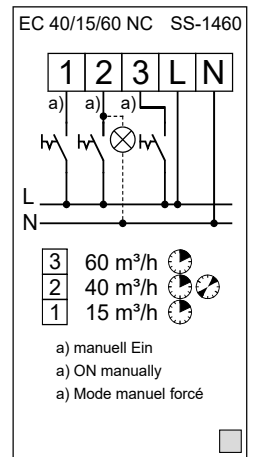 EC 40/15/60 NC SS-1460
1 2 3 L N
a) a) a)
L
N
3 60 m³/h
2 40 m³/h
1 15 m³/h
a) manuell Ein
a) ON manually
a) Mode manuel forcé